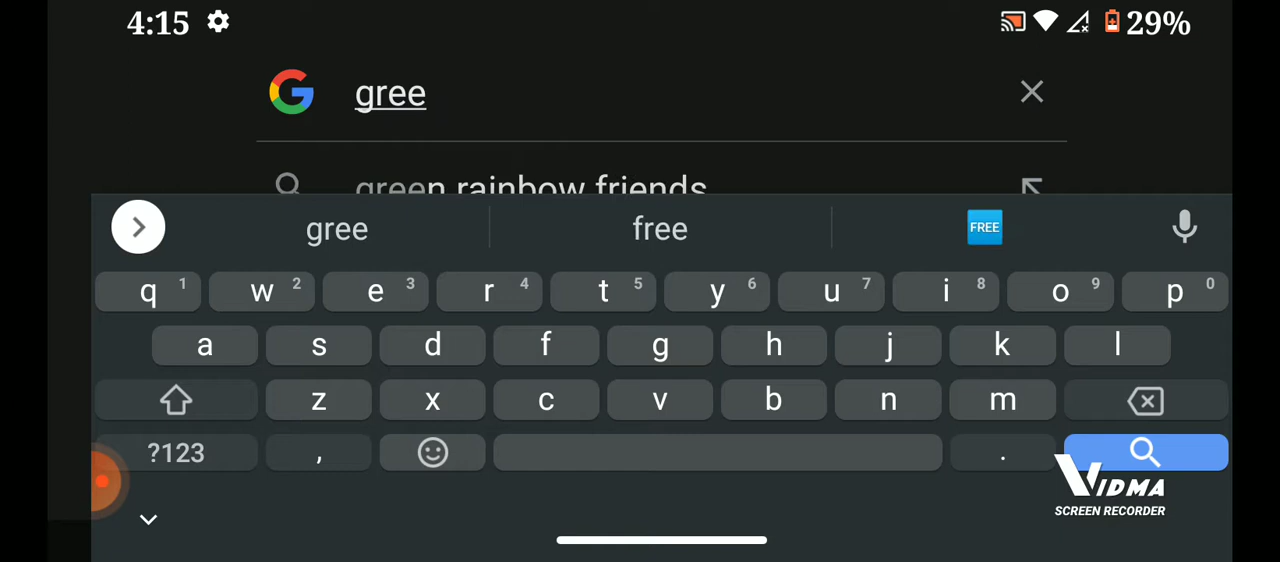 4:15 29%
gree
green rainbow friends
gree free FREE
q 1 w 2 e 3 r 4 t 5 y 6 u 7 i 8 o 9 p 0
a s d f g h j k l
z x c v b n m
?123 , .
VIDMA
SCREEN RECORDER